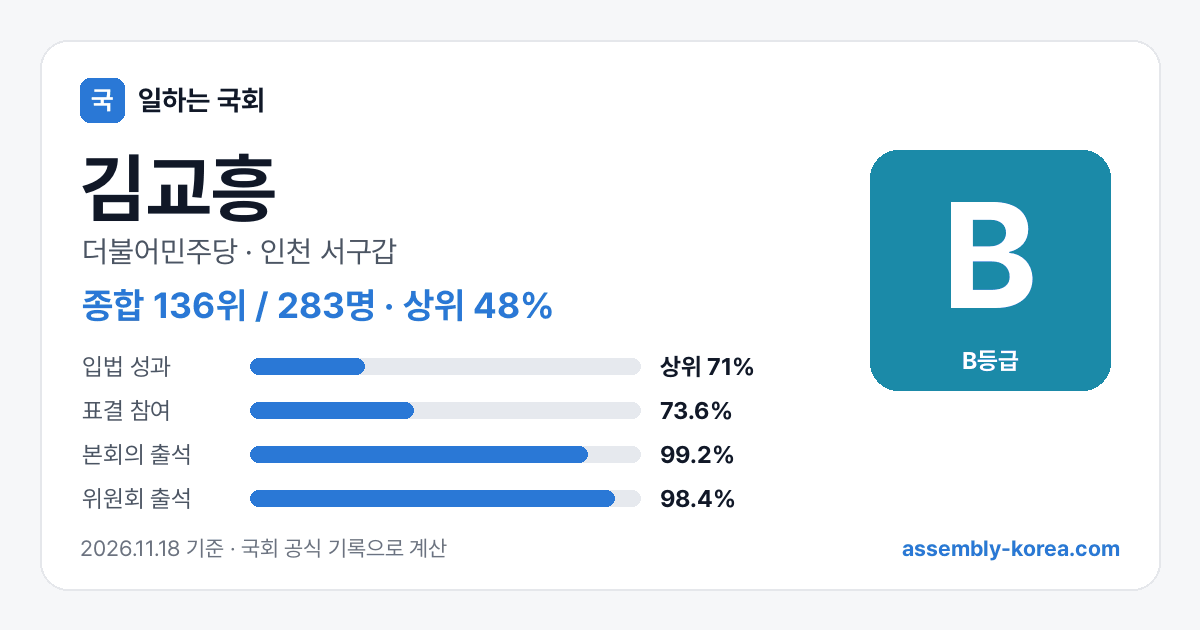 국 일하는 국회
김교흥
더불어민주당 · 인천 서구갑
종합 136위 / 283명 · 상위 48%
B
B등급
입법 성과 상위 71%
표결 참여 73.6%
본회의 출석 99.2%
위원회 출석 98.4%
2026.11.18 기준 · 국회 공식 기록으로 계산
assembly-korea.com